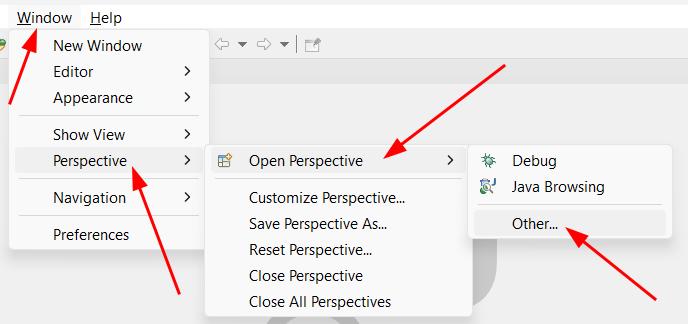 Window Help
New Window
Editor
Appearance
Show View
Perspective
Navigation
Preferences
Open Perspective
Customize Perspective...
Save Perspective As...
Reset Perspective...
Close Perspective
Close All Perspectives
Debug
Java Browsing
Other...